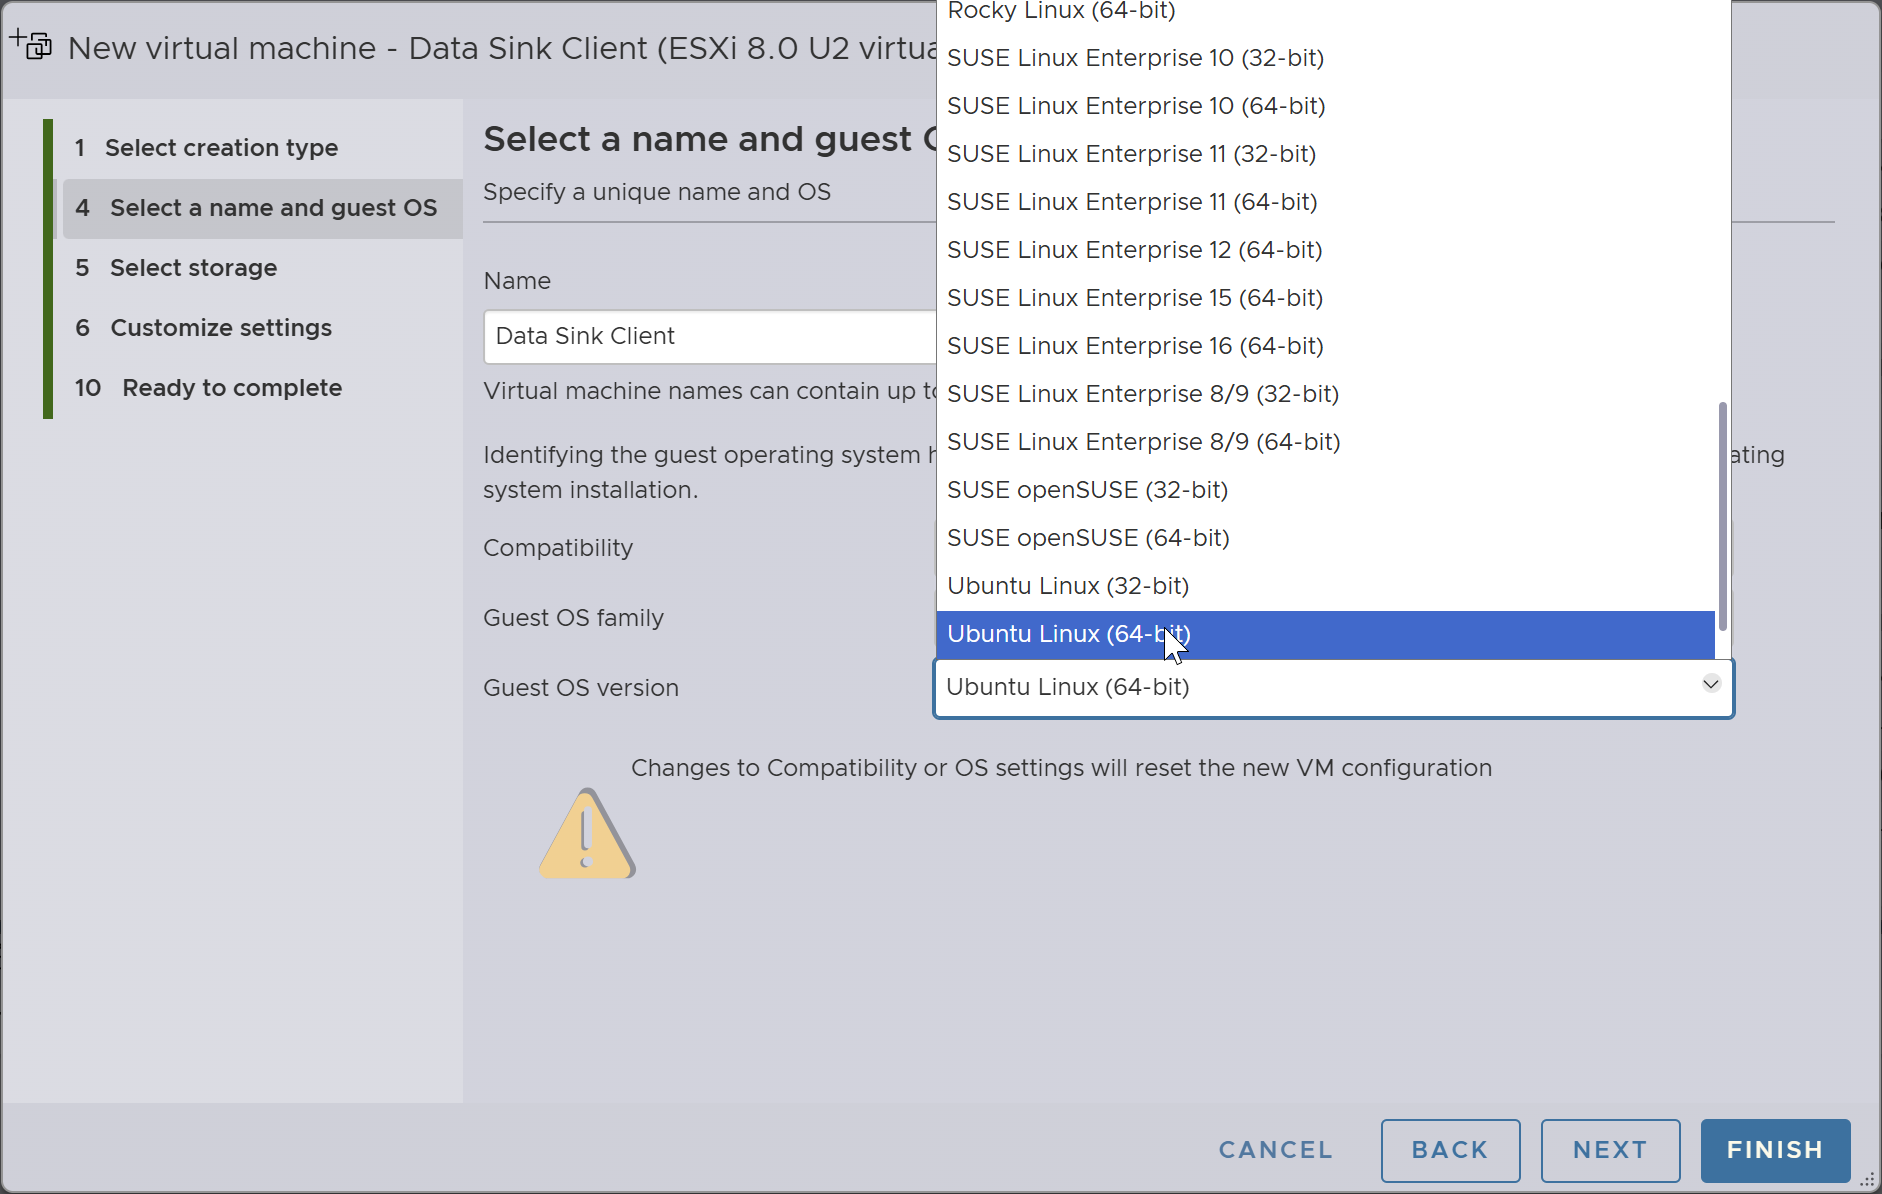 New virtual machine - Data Sink Client (ESXi 8.0 U2 virtua
1 Select creation type
4 Select a name and guest OS
5 Select storage
6 Customize settings
10 Ready to complete
Select a name and guest
Specify a unique name and OS
Name
Data Sink Client
Virtual machine names can contain up to
Identifying the guest operating system h ating
system installation.
Compatibility
Guest OS family
Guest OS version
Rocky Linux (64-bit)
SUSE Linux Enterprise 10 (32-bit)
SUSE Linux Enterprise 10 (64-bit)
SUSE Linux Enterprise 11 (32-bit)
SUSE Linux Enterprise 11 (64-bit)
SUSE Linux Enterprise 12 (64-bit)
SUSE Linux Enterprise 15 (64-bit)
SUSE Linux Enterprise 16 (64-bit)
SUSE Linux Enterprise 8/9 (32-bit)
SUSE Linux Enterprise 8/9 (64-bit)
SUSE openSUSE (32-bit)
SUSE openSUSE (64-bit)
Ubuntu Linux (32-bit)
Ubuntu Linux (64-bit)
Ubuntu Linux (64-bit)
Changes to Compatibility or OS settings will reset the new VM configuration
CANCEL
BACK
NEXT
FINISH